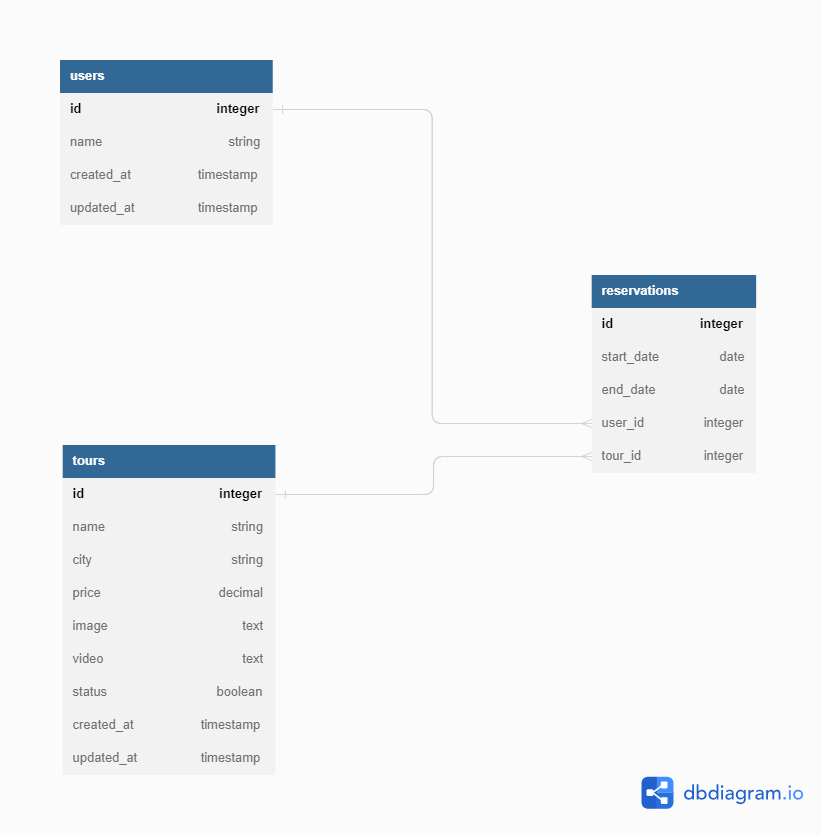 users
id integer
name string
created_at timestamp
updated_at timestamp
reservations
id integer
start_date date
end_date date
user_id integer
tour_id integer
tours
id integer
name string
city string
price decimal
image text
video text
status boolean
created_at timestamp
updated_at timestamp
dbdiagram.io